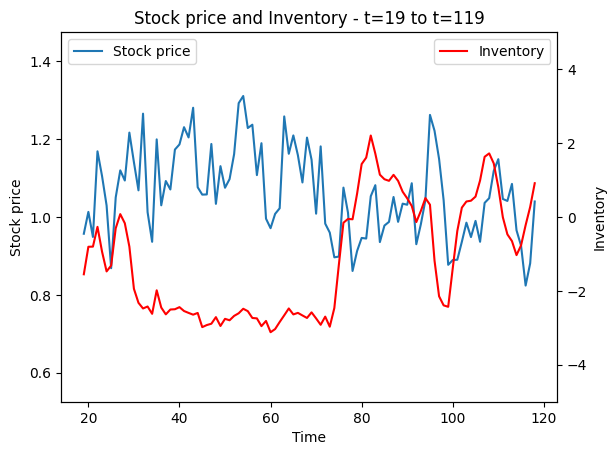 Stock price and Inventory - t=19 to t=119
Stock price
Inventory
1.4
1.2
1.0
0.8
0.6
4
2
0
−2
−4
Stock price
Inventory
20
40
60
80
100
120
Time